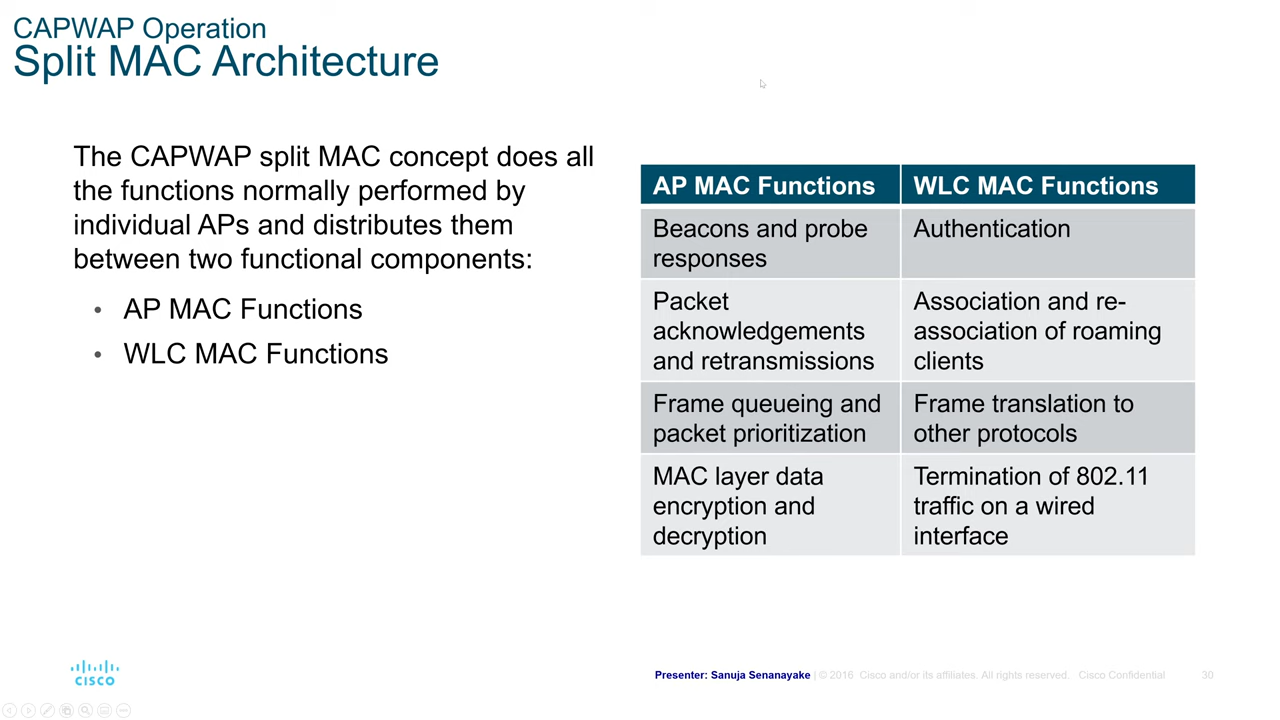 CAPWAP Operation
Split MAC Architecture
The CAPWAP split MAC concept does all
the functions normally performed by
individual APs and distributes them
between two functional components:
• AP MAC Functions
• WLC MAC Functions
AP MAC Functions
WLC MAC Functions
Beacons and probe
responses
Authentication
Packet
acknowledgements
and retransmissions
Association and re-
association of roaming
clients
Frame queueing and
packet prioritization
Frame translation to
other protocols
MAC layer data
encryption and
decryption
Termination of 802.11
traffic on a wired
interface
CISCO
Presenter: Sanuja Senanayake | © 2016 Cisco and/or its affiliates. All rights reserved. Cisco Confidential
30